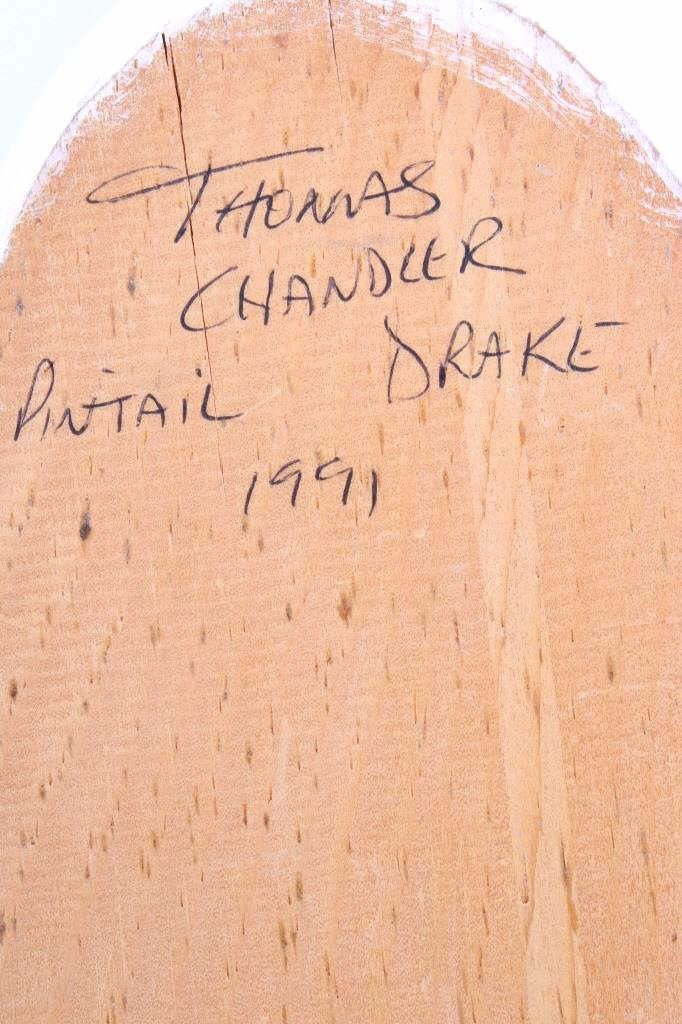 THOMAS
CHANDLER
PINTAIL DRAKE
1991